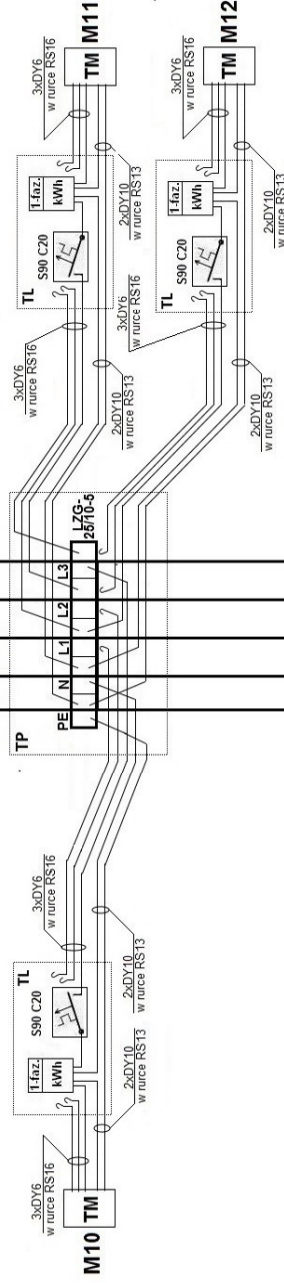 3xDY6
w rurce RS16
TM M11
3xDY6
w rurce RS16
TM M12
1-faz.
kWh
2xDY10
w rurce RS13
S90 C20
TL
1-faz.
kWh
2xDY10
w rurce RS13
S90 C20
TL
3xDY6
w rurce RS16
3xDY6
w rurce RS16
2xDY10
w rurce RS13
2xDY10
w rurce RS13
TP
PE N L1 L2 L3
LZG-
25/10-5
3xDY6
w rurce RS16
2xDY10
w rurce RS13
TL
S90 C20
1-faz.
kWh
2xDY10
w rurce RS13
3xDY6
w rurce RS16
M10 TM